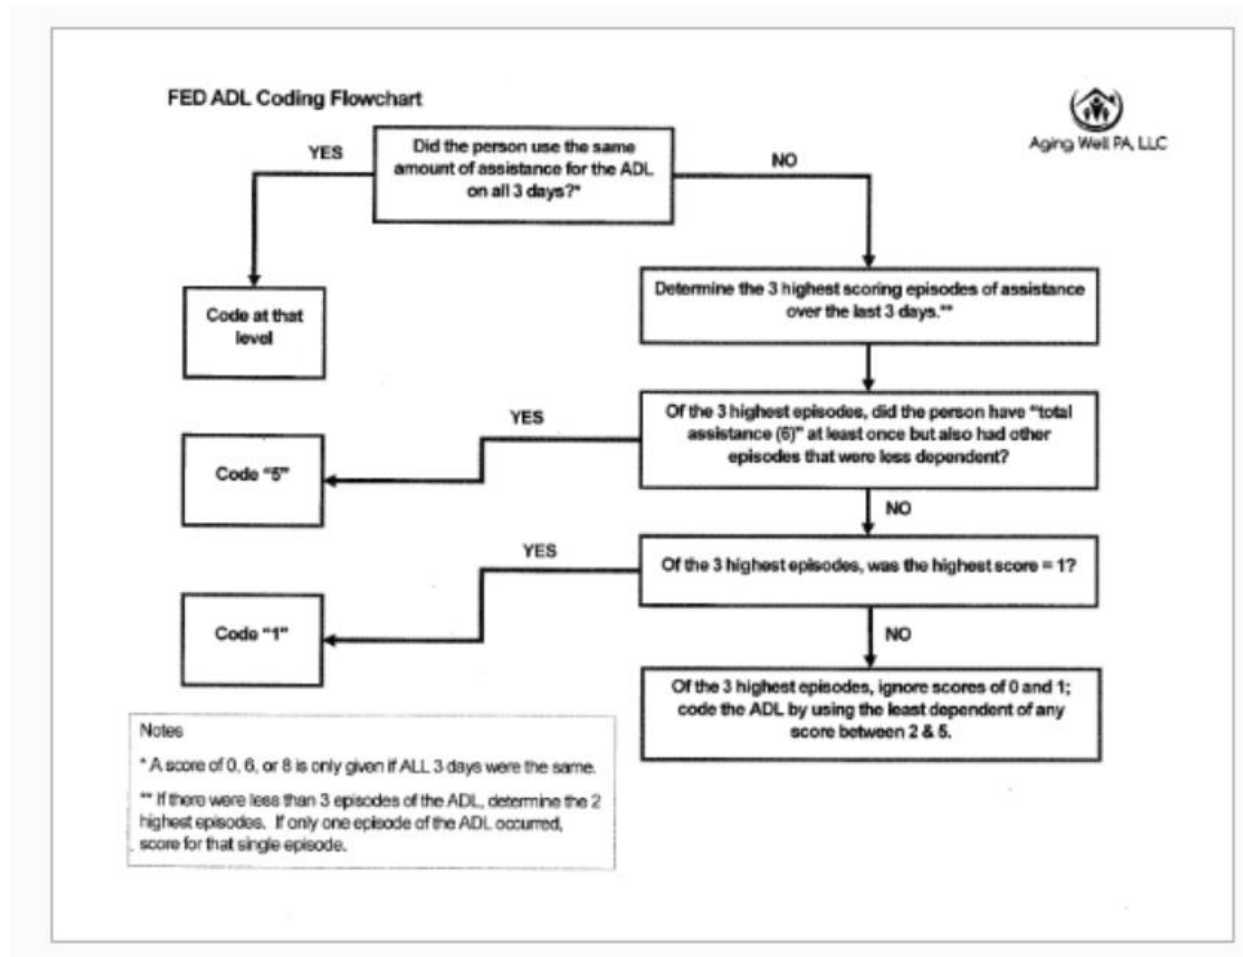 FED ADL Coding Flowchart
Aging Well PA, LLC
YES
Did the person use the same
amount of assistance for the ADL
on all 3 days?*
NO
Code at that
level
Determine the 3 highest scoring episodes of assistance
over the last 3 days.**
YES
Of the 3 highest episodes, did the person have "total
assistance (6)" at least once but also had other
episodes that were less dependent?
Code "5"
NO
YES
Of the 3 highest episodes, was the highest score = 1?
Code "1"
NO
Of the 3 highest episodes, ignore scores of 0 and 1;
code the ADL by using the least dependent of any
score between 2 & 5.
Notes
* A score of 0, 6, or 8 is only given if ALL 3 days were the same.
** If there were less than 3 episodes of the ADL, determine the 2
highest episodes. If only one episode of the ADL occurred,
score for that single episode.